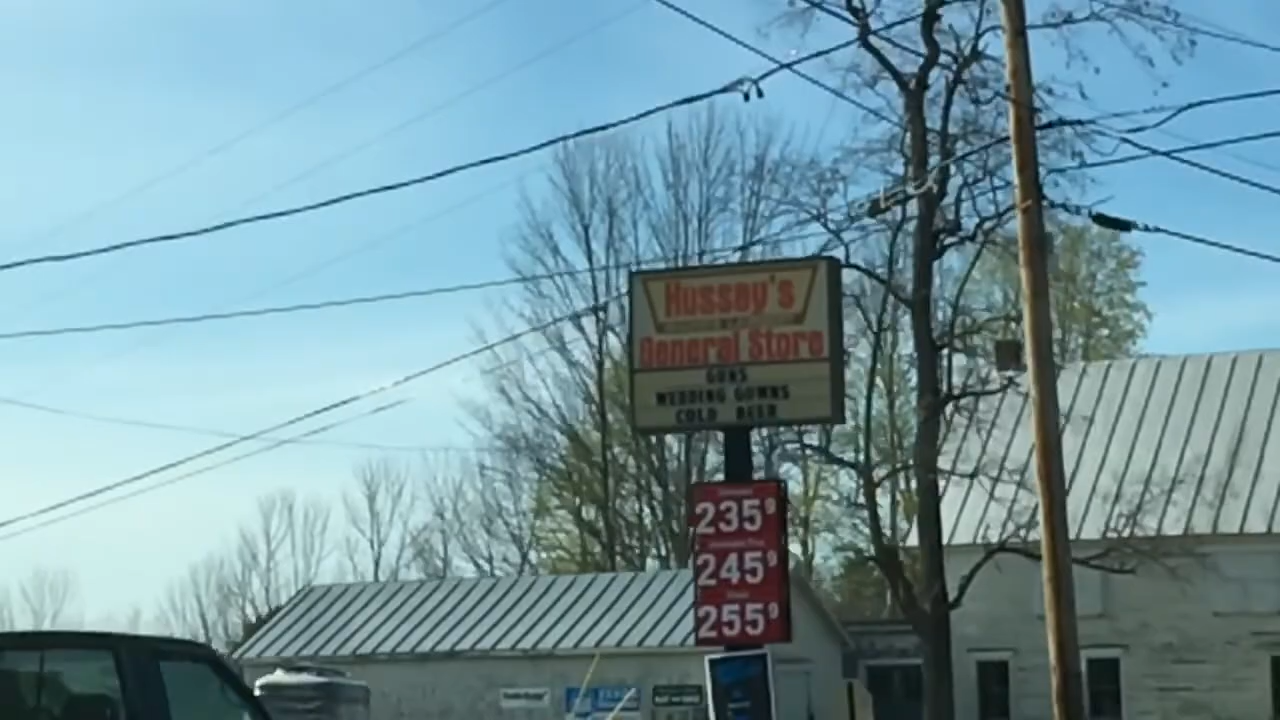 Hussey's
General Store
GUNS
WEDDING GOWNS
COLD BEER
235⁹
245⁹
255⁹